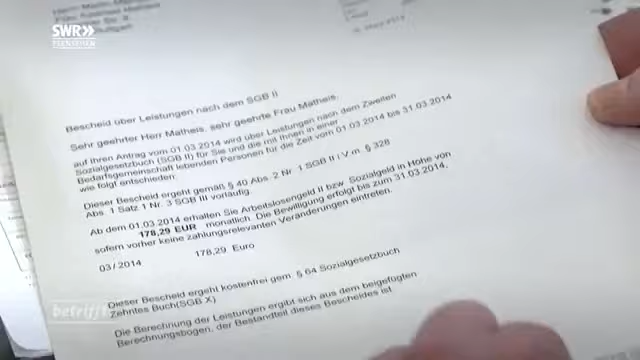 SWR»
FERNSEHEN
Bescheid über Leistungen nach dem SGB II
Sehr geehrter Herr Matheis, sehr geehrte Frau Matheis,
auf Ihren Antrag vom 01.03.2014 wird über Leistungen nach dem Zweiten
Sozialgesetzbuch (SGB II) für Sie und die mit Ihnen in einer
Bedarfsgemeinschaft lebenden Personen für die Zeit vom 01.03.2014 bis 31.03.2014
wie folgt entschieden:
Dieser Bescheid ergeht gemäß § 40 Abs. 2 Nr. 1 SGB II i.V.m. § 328
Abs. 1 Satz 1 Nr. 3 SGB III vorläufig.
Ab dem 01.03.2014 erhalten Sie Arbeitslosengeld II bzw. Sozialgeld in Höhe von
178,29 EUR monatlich. Die Bewilligung erfolgt bis zum 31.03.2014,
sofern vorher keine zahlungsrelevanten Veränderungen eintreten.
03/2014 178,29 Euro
Dieser Bescheid ergeht kostenfrei gem. § 64 Sozialgesetzbuch
Zehntes Buch(SGB X)
Die Berechnung der Leistungen ergibt sich aus dem beigefügten
Berechnungsbogen, der Bestandteil dieses Bescheides ist
betrifft